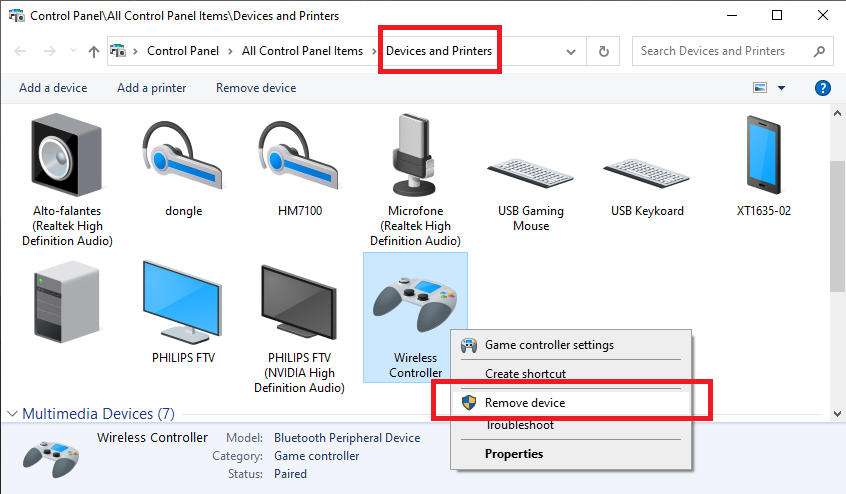 Control Panel\All Control Panel Items\Devices and Printers
Control Panel > All Control Panel Items > Devices and Printers
Search Devices and Printers
Add a device Add a printer Remove device
?
Alto-falantes
(Realtek High
Definition Audio)
dongle
HM7100
Microfone
(Realtek High
Definition Audio)
USB Gaming
Mouse
USB Keykoard
XT1635-02
PHILIPS FTV
PHILIPS FTV
(NVIDIA High
Definition Audio)
Wireless
Controller
Game controller settings
Create shortcut
Remove device
Troubleshoot
Properties
Multimedia Devices (7)
Wireless Controller
Model: Bluetooth Peripheral Device
Category: Game controller
Status: Paired